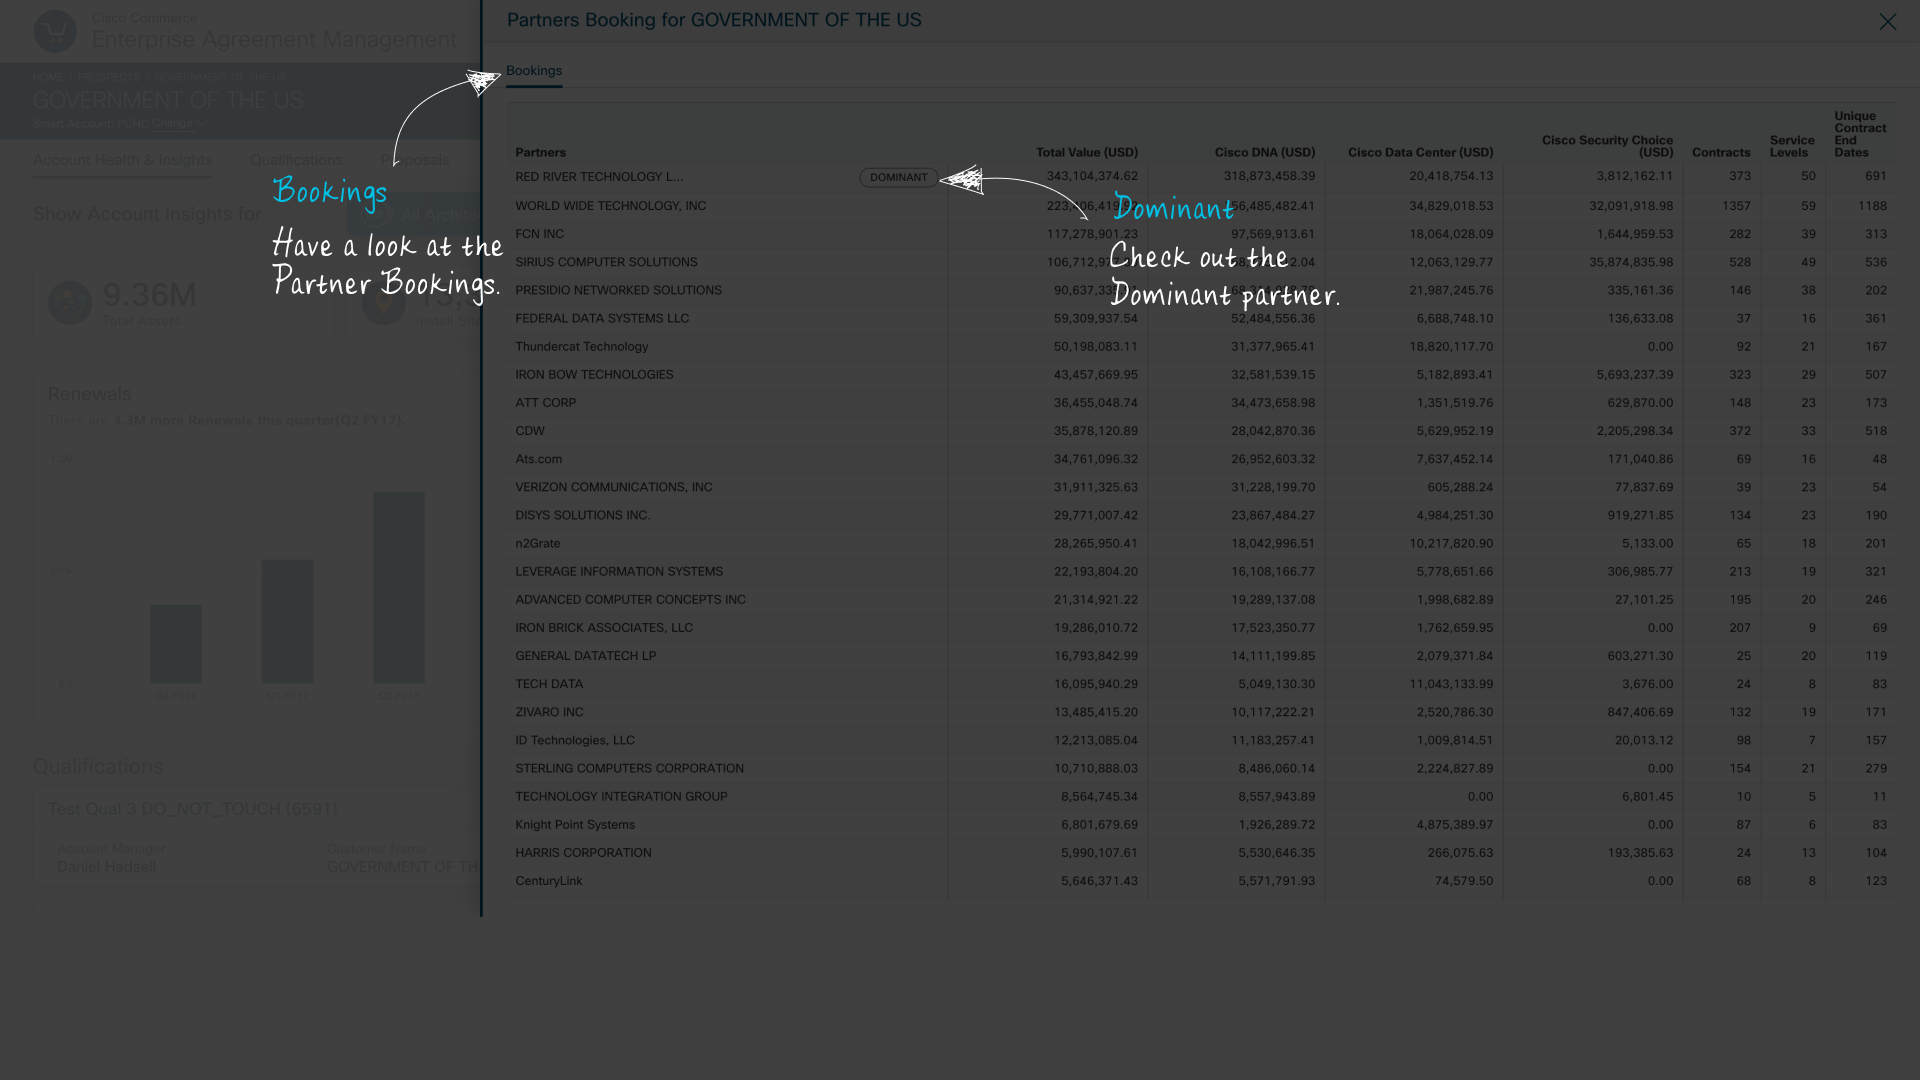 Cisco Commerce
Enterprise Agreement Management
HOME / PROSPECTS / GOVERNMENT OF THE US
GOVERNMENT OF THE US
Smart Account: PCHC Change
Account Health & Insights Qualifications Proposals
Show Account Insights for
All
9.36M
Total Assets
Install
Renewals
There are 4.3M more Renewals this quarter(Q2 FY17).
Qualifications
Test Qual 3 DO_NOT_TOUCH (6591)
Account Manager Customer Name
Daniel Hadsell GOVERNMENT OF
Bookings
Have a look at the
Partner Bookings.
Partners Booking for GOVERNMENT OF THE US
Bookings
Partners Total Value (USD) Cisco DNA (USD) Cisco Data Center (USD) Cisco Security Choice (USD) Contracts Service Levels Unique Contract End Dates
RED RIVER TECHNOLOGY L... DOMINANT 343,104,374.62 318,873,458.39 20,418,754.13 3,812,162.11 373 50 691
WORLD WIDE TECHNOLOGY, INC 34,829,018.53 32,091,918.98 1357 59 1188
FCN INC 117,278,901.23 97,569,913.61 18,064,028.09 1,644,959.53 282 39 313
SIRIUS COMPUTER SOLUTIONS 12,063,129.77 35,874,835.98 528 49 536
PRESIDIO NETWORKED SOLUTIONS 21,987,245.76 335,161.36 146 38 202
FEDERAL DATA SYSTEMS LLC 59,309,937.54 52,484,556.36 6,688,748.10 136,633.08 37 16 361
Thundercat Technology 50,198,083.11 31,377,965.41 18,820,117.70 0.00 92 21 167
IRON BOW TECHNOLOGIES 43,457,669.95 32,581,539.15 5,182,893.41 5,693,237.39 323 29 507
ATT CORP 36,455,048.74 34,473,658.98 1,351,519.76 629,870.00 148 23 173
CDW 35,878,120.89 28,042,870.36 5,629,952.19 2,205,298.34 372 33 518
Ats.com 34,761,096.32 26,952,603.32 7,637,452.14 171,040.86 69 16 48
VERIZON COMMUNICATIONS, INC 31,911,325.63 31,228,199.70 605,288.24 77,837.69 39 23 54
DISYS SOLUTIONS INC. 29,771,007.42 23,867,484.27 4,984,251.30 919,271.85 134 23 190
n2Grate 28,265,950.41 18,042,996.51 10,217,820.90 5,133.00 65 18 201
LEVERAGE INFORMATION SYSTEMS 22,193,804.20 16,108,166.77 5,778,651.66 306,985.77 213 19 321
ADVANCED COMPUTER CONCEPTS INC 21,314,921.22 19,289,137.08 1,998,682.89 27,101.25 195 20 246
IRON BRICK ASSOCIATES, LLC 19,286,010.72 17,523,350.77 1,762,659.95 0.00 207 9 69
GENERAL DATATECH LP 16,793,842.99 14,111,199.85 2,079,371.84 603,271.30 25 20 119
TECH DATA 16,095,940.29 5,049,130.30 11,043,133.99 3,676.00 24 8 83
ZIVARO INC 13,485,415.20 10,117,222.21 2,520,786.30 847,406.69 132 19 171
ID Technologies, LLC 12,213,085.04 11,183,257.41 1,009,814.51 20,013.12 98 7 157
STERLING COMPUTERS CORPORATION 10,710,888.03 8,486,060.14 2,224,827.89 0.00 154 21 279
TECHNOLOGY INTEGRATION GROUP 8,564,745.34 8,557,943.89 0.00 6,801.45 10 5 11
Knight Point Systems 6,801,679.69 1,926,289.72 4,875,389.97 0.00 87 6 83
HARRIS CORPORATION 5,990,107.61 5,530,646.35 266,075.63 193,385.63 24 13 104
CenturyLink 5,646,371.43 5,571,791.93 74,579.50 0.00 68 8 123
Dominant
Check out the
Dominant partner.